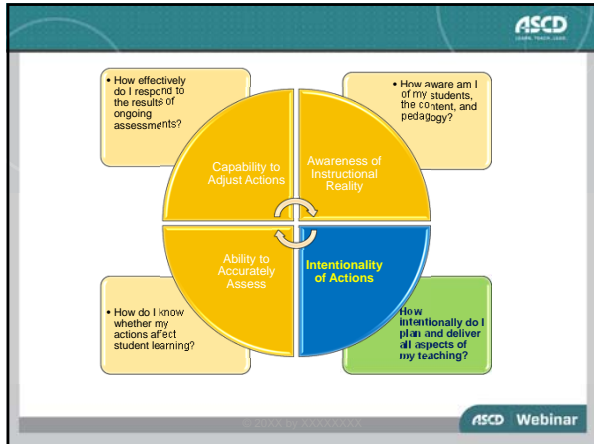 ASCD
LEARN. TEACH. LEAD.
• How effectively
do I respond to
the results of
ongoing
assessments?
• How aware am I
of my students,
the content, and
pedagogy?
Capability to
Adjust Actions
Awareness of
Instructional
Reality
Ability to
Accurately
Assess
Intentionality
of Actions
• How do I know
whether my
actions affect
student learning?
How
intentionally do I
plan and deliver
all aspects of
my teaching?
© 20XX by XXXXXXXX
ASCD Webinar